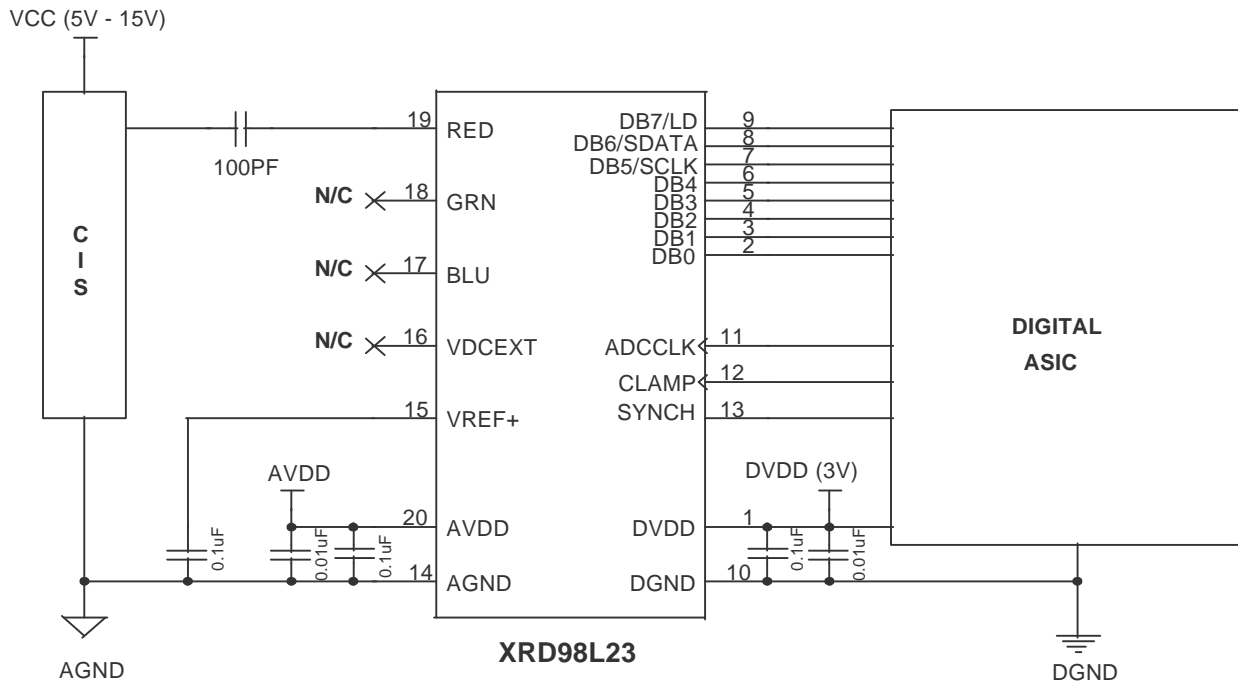 VCC (5V - 15V)
C
I
S
100PF
N/C
N/C
N/C
19
18
17
16
15
20
14
RED
GRN
BLU
VDCEXT
VREF+
AVDD
AGND
AVDD
0.1uF
0.01uF
0.1uF
AGND
DB7/LD
DB6/SDATA
DB5/SCLK
DB4
DB3
DB2
DB1
DB0
ADCCLK
CLAMP
SYNCH
DVDD
DGND
9
8
7
6
5
4
3
2
11
12
13
1
10
DVDD (3V)
0.1uF
0.01uF
DIGITAL
ASIC
DGND
XRD98L23